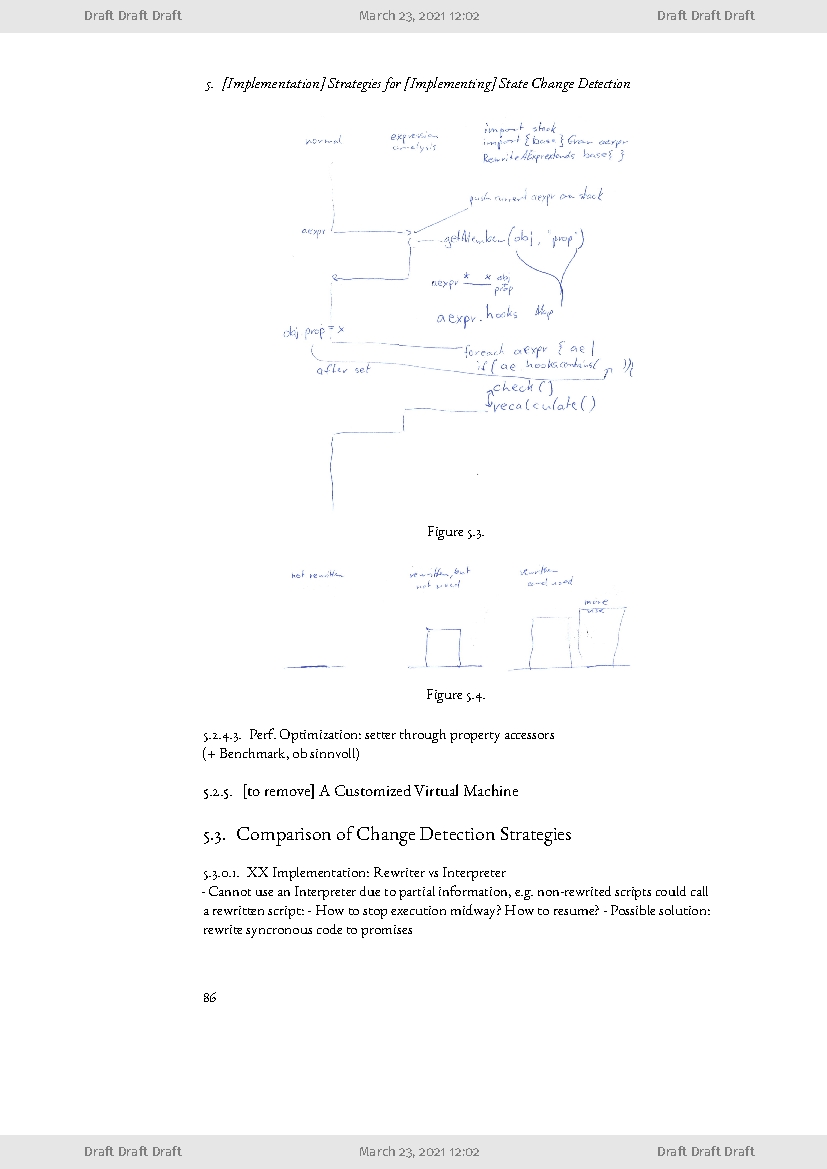 Draft Draft Draft March 23, 2021 12:02 Draft Draft Draft
5. [Implementation] Strategies for [Implementing] State Change Detection
normal
expression
analysis
import stack
import {base} from aexpr
RewriteAExpr extends base{ }
push current aexpr on stack
aexpr
getMember(obj, 'prop')
aexpr * * obj
prop
aexpr. hooks
obj prop = x
after set
foreach aexpr { ae |
if( ae hooks.contains(
check()
recalculate()
Figure 5.3.
not rewritten
rewritten, but
not used
rewritten
and used
more
use
Figure 5.4.
5.2.4.3. Perf. Optimization: setter through property accessors
(+ Benchmark, ob sinnvoll)
5.2.5. [to remove] A Customized Virtual Machine
5.3. Comparison of Change Detection Strategies
5.3.0.1. XX Implementation: Rewriter vs Interpreter
- Cannot use an Interpreter due to partial information, e.g. non-rewrited scripts could call
a rewritten script: - How to stop execution midway? How to resume? - Possible solution:
rewrite syncronous code to promises
86
Draft Draft Draft March 23, 2021 12:02 Draft Draft Draft